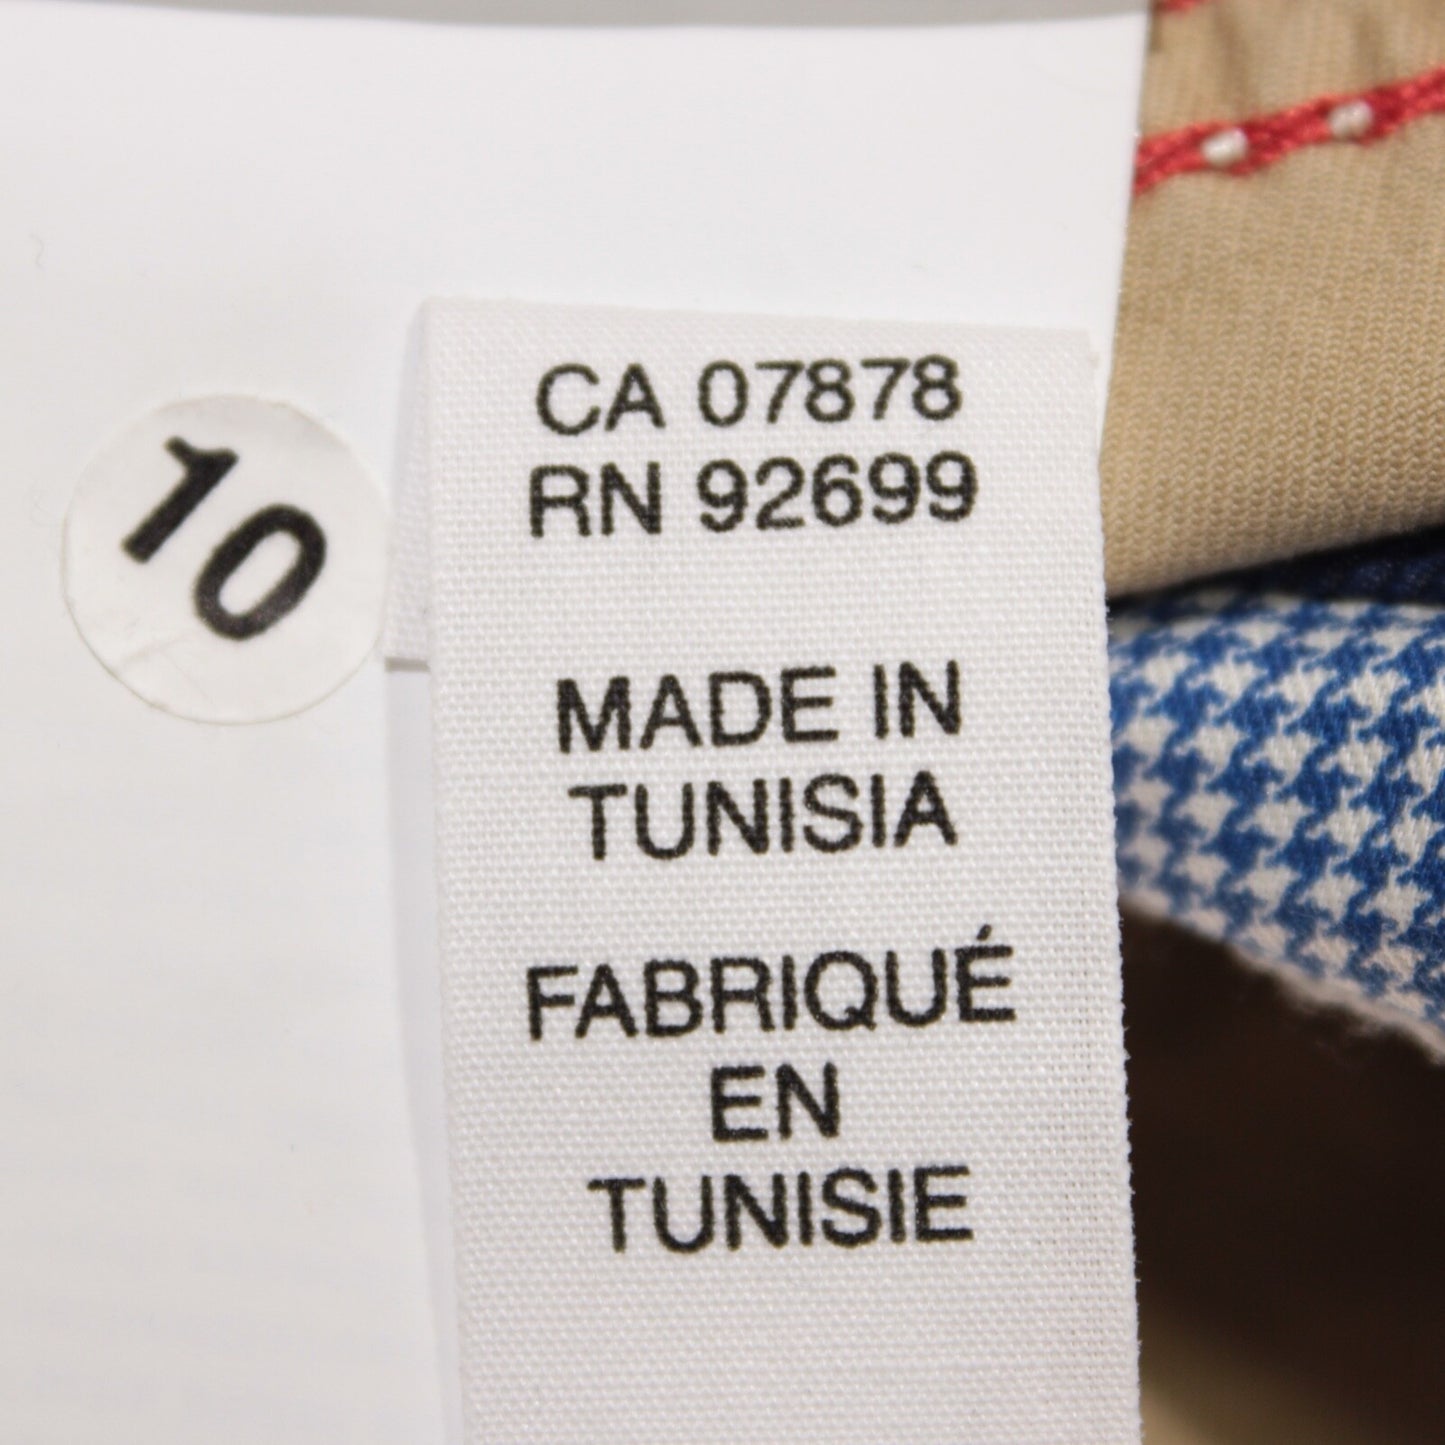 10
CA 07878
RN 92699
MADE IN
TUNISIA
FABRIQUÉ
EN
TUNISIE